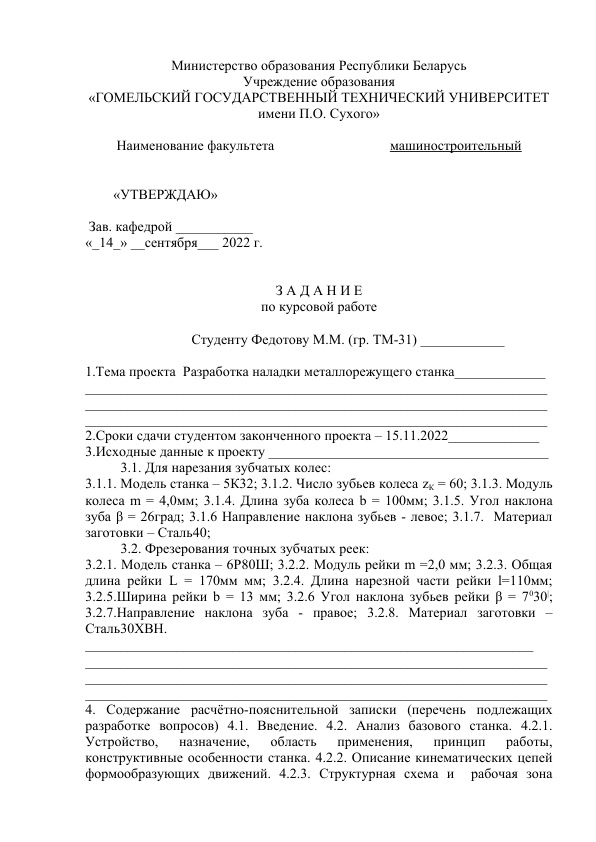 Министерство образования Республики Беларусь
Учреждение образования
«ГОМЕЛЬСКИЙ ГОСУДАРСТВЕННЫЙ ТЕХНИЧЕСКИЙ УНИВЕРСИТЕТ
имени П.О. Сухого»
Наименование факультета машиностроительный
«УТВЕРЖДАЮ»
Зав. кафедрой ___________
«_14_» __сентября___ 2022 г.
З А Д А Н И Е
по курсовой работе
Студенту Федотову М.М. (гр. ТМ-31) ____________
1.Тема проекта Разработка наладки металлорежущего станка_____________
__________________________________________________________________
__________________________________________________________________
__________________________________________________________________
2.Сроки сдачи студентом законченного проекта – 15.11.2022_____________
3.Исходные данные к проекту ________________________________________
3.1. Для нарезания зубчатых колес:
3.1.1. Модель станка – 5К32; 3.1.2. Число зубьев колеса zК = 60; 3.1.3. Модуль
колеса m = 4,0мм; 3.1.4. Длина зуба колеса b = 100мм; 3.1.5. Угол наклона
зуба β = 26град; 3.1.6 Направление наклона зубьев - левое; 3.1.7. Материал
заготовки – Сталь40;
3.2. Фрезерования точных зубчатых реек:
3.2.1. Модель станка – 6Р80Ш; 3.2.2. Модуль рейки m =2,0 мм; 3.2.3. Общая
длина рейки L = 170мм мм; 3.2.4. Длина нарезной части рейки l=110мм;
3.2.5.Ширина рейки b = 13 мм; 3.2.6 Угол наклона зубьев рейки β = 7⁰30|;
3.2.7.Направление наклона зуба - правое; 3.2.8. Материал заготовки –
Сталь30ХВН.
________________________________________________________________
__________________________________________________________________
__________________________________________________________________
__________________________________________________________________
4. Содержание расчётно-пояснительной записки (перечень подлежащих
разработке вопросов) 4.1. Введение. 4.2. Анализ базового станка. 4.2.1.
Устройство, назначение, область применения, принцип работы,
конструктивные особенности станка. 4.2.2. Описание кинематических цепей
формообразующих движений. 4.2.3. Структурная схема и рабочая зона